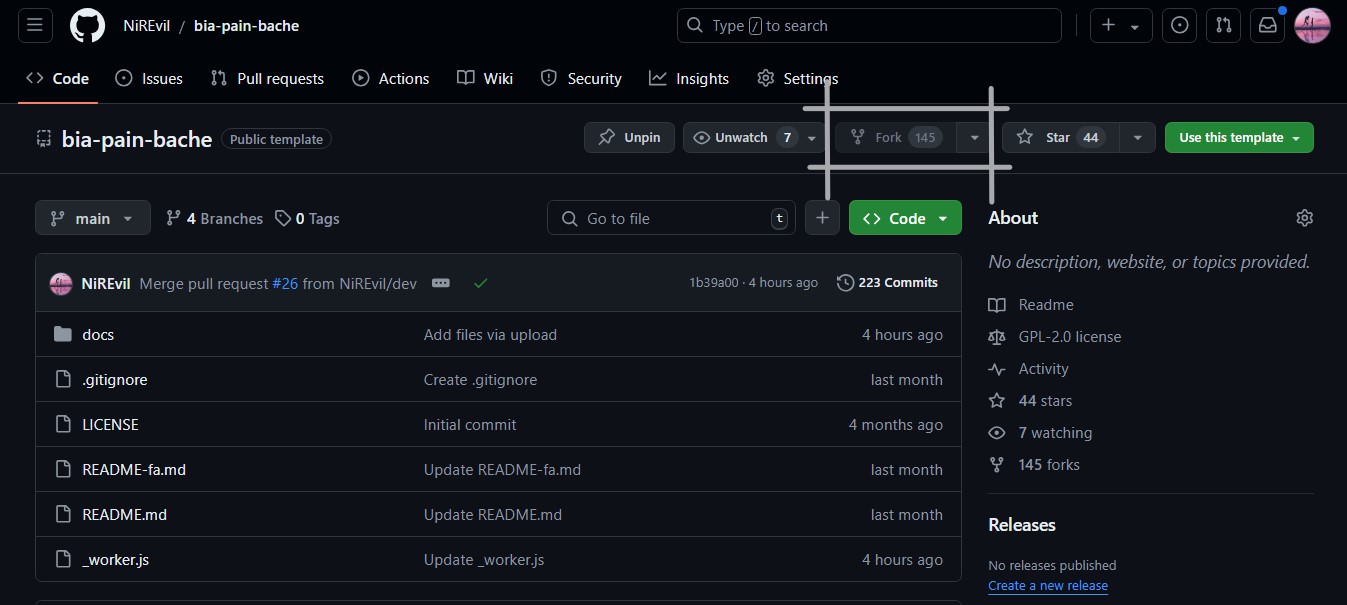 NiREvil / bia-pain-bache
Type / to search
Code Issues Pull requests Actions Wiki Security Insights Settings
bia-pain-bache Public template
Unpin Unwatch 7 Fork 145 Star 44 Use this template
main 4 Branches 0 Tags Go to file t + Code
NiREvil Merge pull request #26 from NiREvil/dev 1b39a00 · 4 hours ago 223 Commits
docs Add files via upload 4 hours ago
.gitignore Create .gitignore last month
LICENSE Initial commit 4 months ago
README-fa.md Update README-fa.md last month
README.md Update README.md last month
_worker.js Update _worker.js 4 hours ago
About
No description, website, or topics provided.
Readme
GPL-2.0 license
Activity
44 stars
7 watching
145 forks
Releases
No releases published
Create a new release